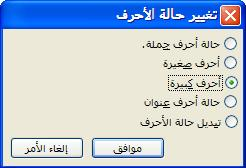 تغيير حالة الأحرف
حالة أحرف جملة.
أحرف صغيرة
أحرف كبيرة
حالة أحرف عنوان
تبديل حالة الأحرف
موافق
إلغاء الأمر